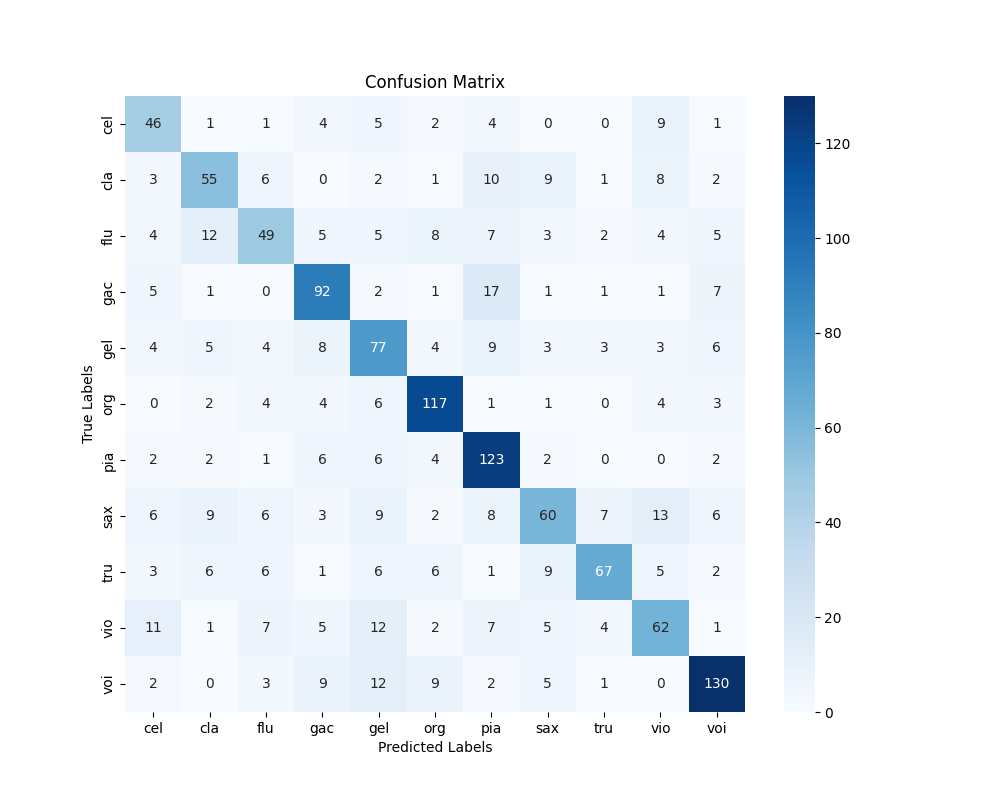 Confusion Matrix
cel 46 1 1 4 5 2 4 0 0 9 1
cla 3 55 6 0 2 1 10 9 1 8 2
flu 4 12 49 5 5 8 7 3 2 4 5
gac 5 1 0 92 2 1 17 1 1 1 7
gel 4 5 4 8 77 4 9 3 3 3 6
org 0 2 4 4 6 117 1 1 0 4 3
pia 2 2 1 6 6 4 123 2 0 0 2
sax 6 9 6 3 9 2 8 60 7 13 6
tru 3 6 6 1 6 6 1 9 67 5 2
vio 11 1 7 5 12 2 7 5 4 62 1
voi 2 0 3 9 12 9 2 5 1 0 130
cel cla flu gac gel org pia sax tru vio voi
Predicted Labels
True Labels
120
100
80
60
40
20
0